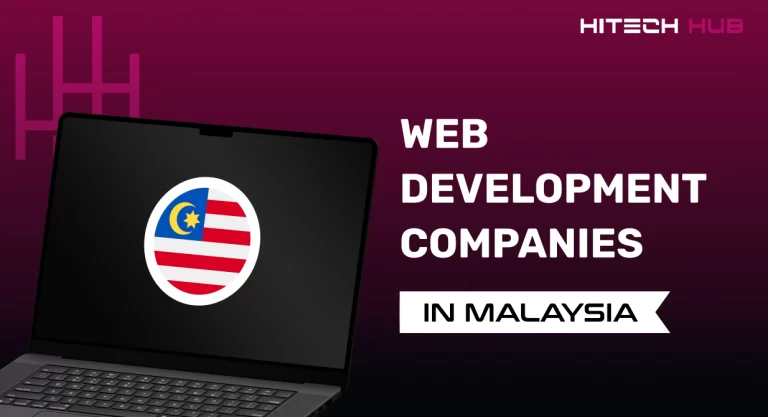 HITECH HUB
WEB
DEVELOPMENT
COMPANIES
IN MALAYSIA